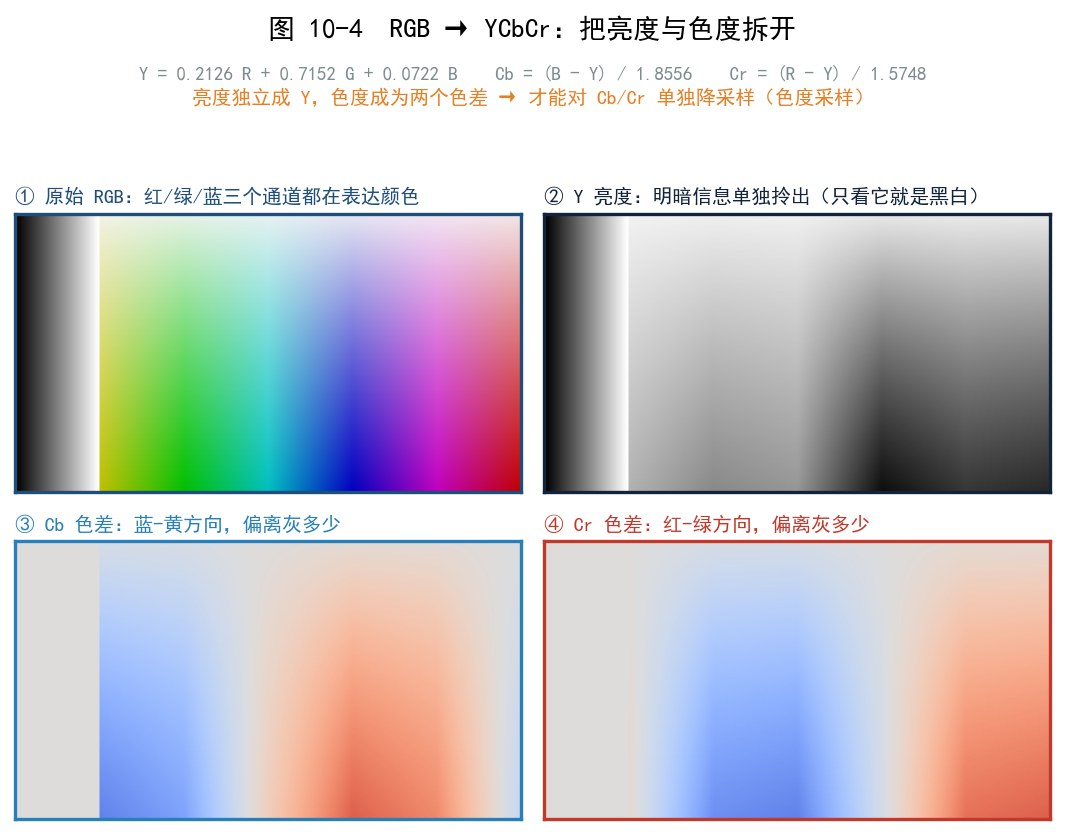 图 10-4  RGB → YCbCr：把亮度与色度拆开
Y = 0.2126 R + 0.7152 G + 0.0722 B    Cb = (B − Y) / 1.8556    Cr = (R − Y) / 1.5748
亮度独立成 Y，色度成为两个色差 → 才能对 Cb/Cr 单独降采样（色度采样）
① 原始 RGB：红/绿/蓝三个通道都在表达颜色
② Y 亮度：明暗信息单独拎出（只看它就是黑白）
③ Cb 色差：蓝-黄方向，偏离灰多少
④ Cr 色差：红-绿方向，偏离灰多少